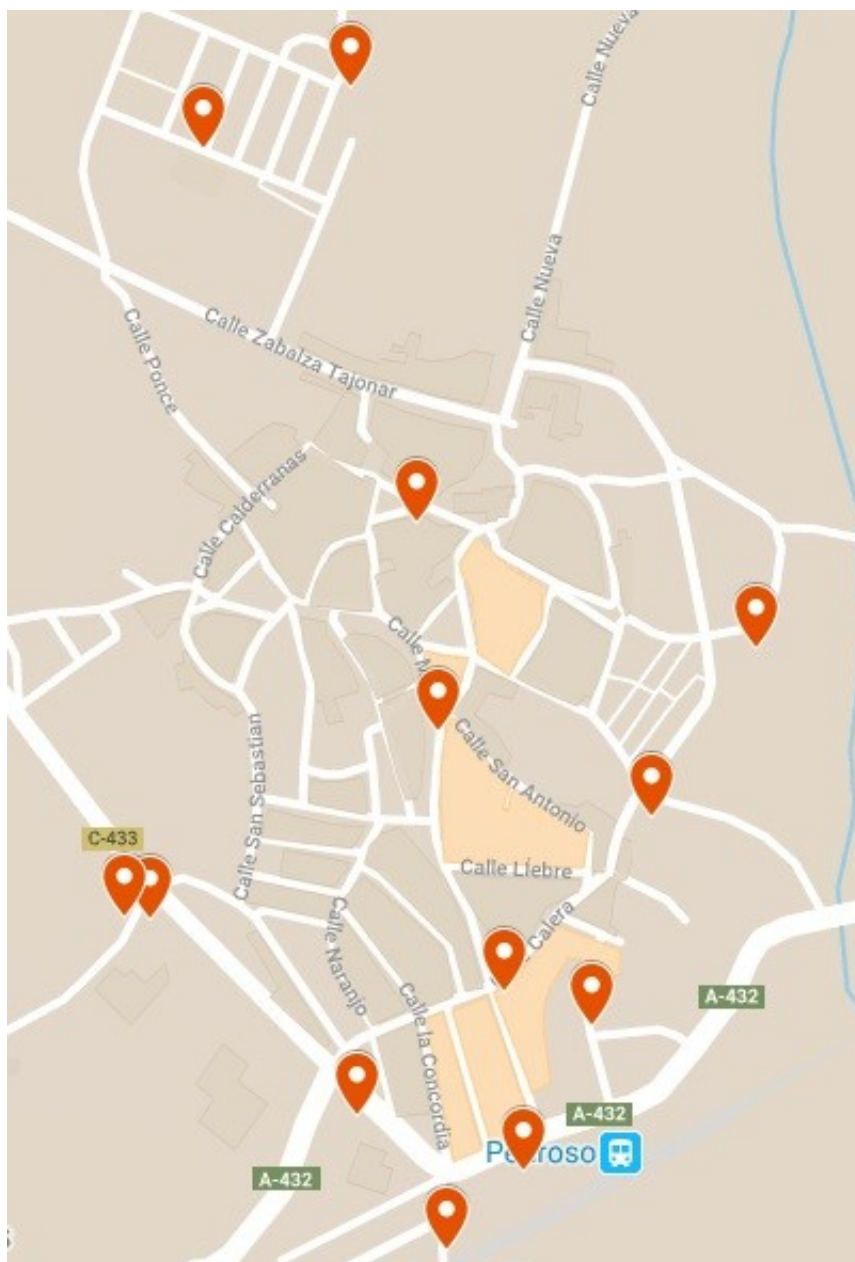 Calle Nueva
Calle Nueva
Calle Zabalza Tajonar
Calle Ponce
Calle Calderranas
Calle
Calle San Antonio
Calle San Sebastian
C-433
Calle Liebre
Calera
Calle Naranjo
Calle la Concordia
A-432
A-432
A-432